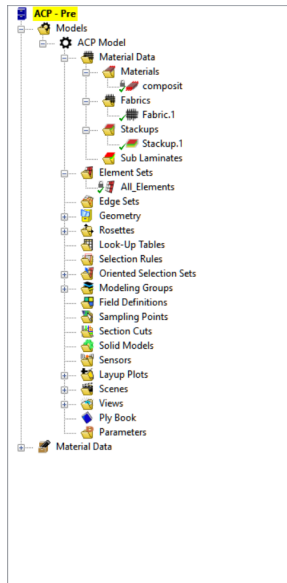 ACP - Pre
Models
ACP Model
Material Data
Materials
composit
Fabrics
Fabric.1
Stackups
Stackup.1
Sub Laminates
Element Sets
All_Elements
Edge Sets
Geometry
Rosettes
Look-Up Tables
Selection Rules
Oriented Selection Sets
Modeling Groups
Field Definitions
Sampling Points
Section Cuts
Solid Models
Sensors
Layup Plots
Scenes
Views
Ply Book
Parameters
Material Data